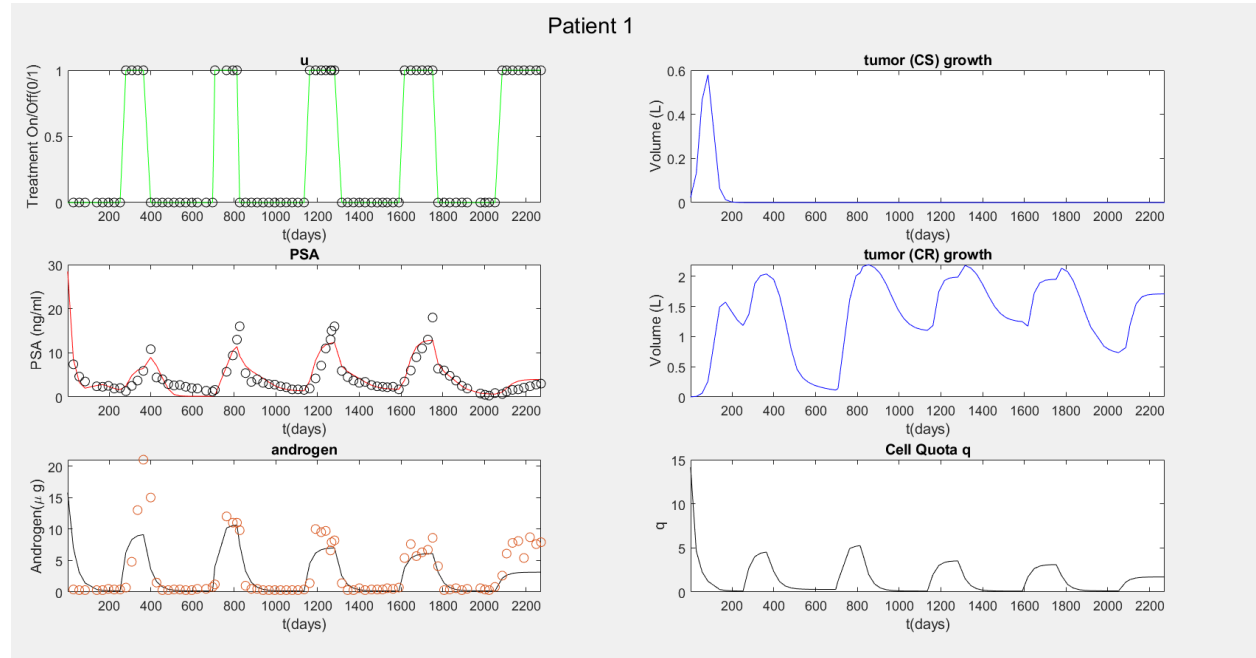 Patient 1
u
Treatment On/Off(0/1)
1
0.5
0
200 400 600 800 1000 1200 1400 1600 1800 2000 2200
t(days)
tumor (CS) growth
Volume (L)
0.6
0.4
0.2
0
200 400 600 800 1000 1200 1400 1600 1800 2000 2200
t(days)
PSA
PSA (ng/ml)
30
20
10
0
200 400 600 800 1000 1200 1400 1600 1800 2000 2200
t(days)
tumor (CR) growth
Volume (L)
2
1.5
1
0.5
0
200 400 600 800 1000 1200 1400 1600 1800 2000 2200
t(days)
androgen
Androgen(μ g)
20
15
10
5
0
200 400 600 800 1000 1200 1400 1600 1800 2000 2200
t(days)
Cell Quota q
q
15
10
5
0
200 400 600 800 1000 1200 1400 1600 1800 2000 2200
t(days)